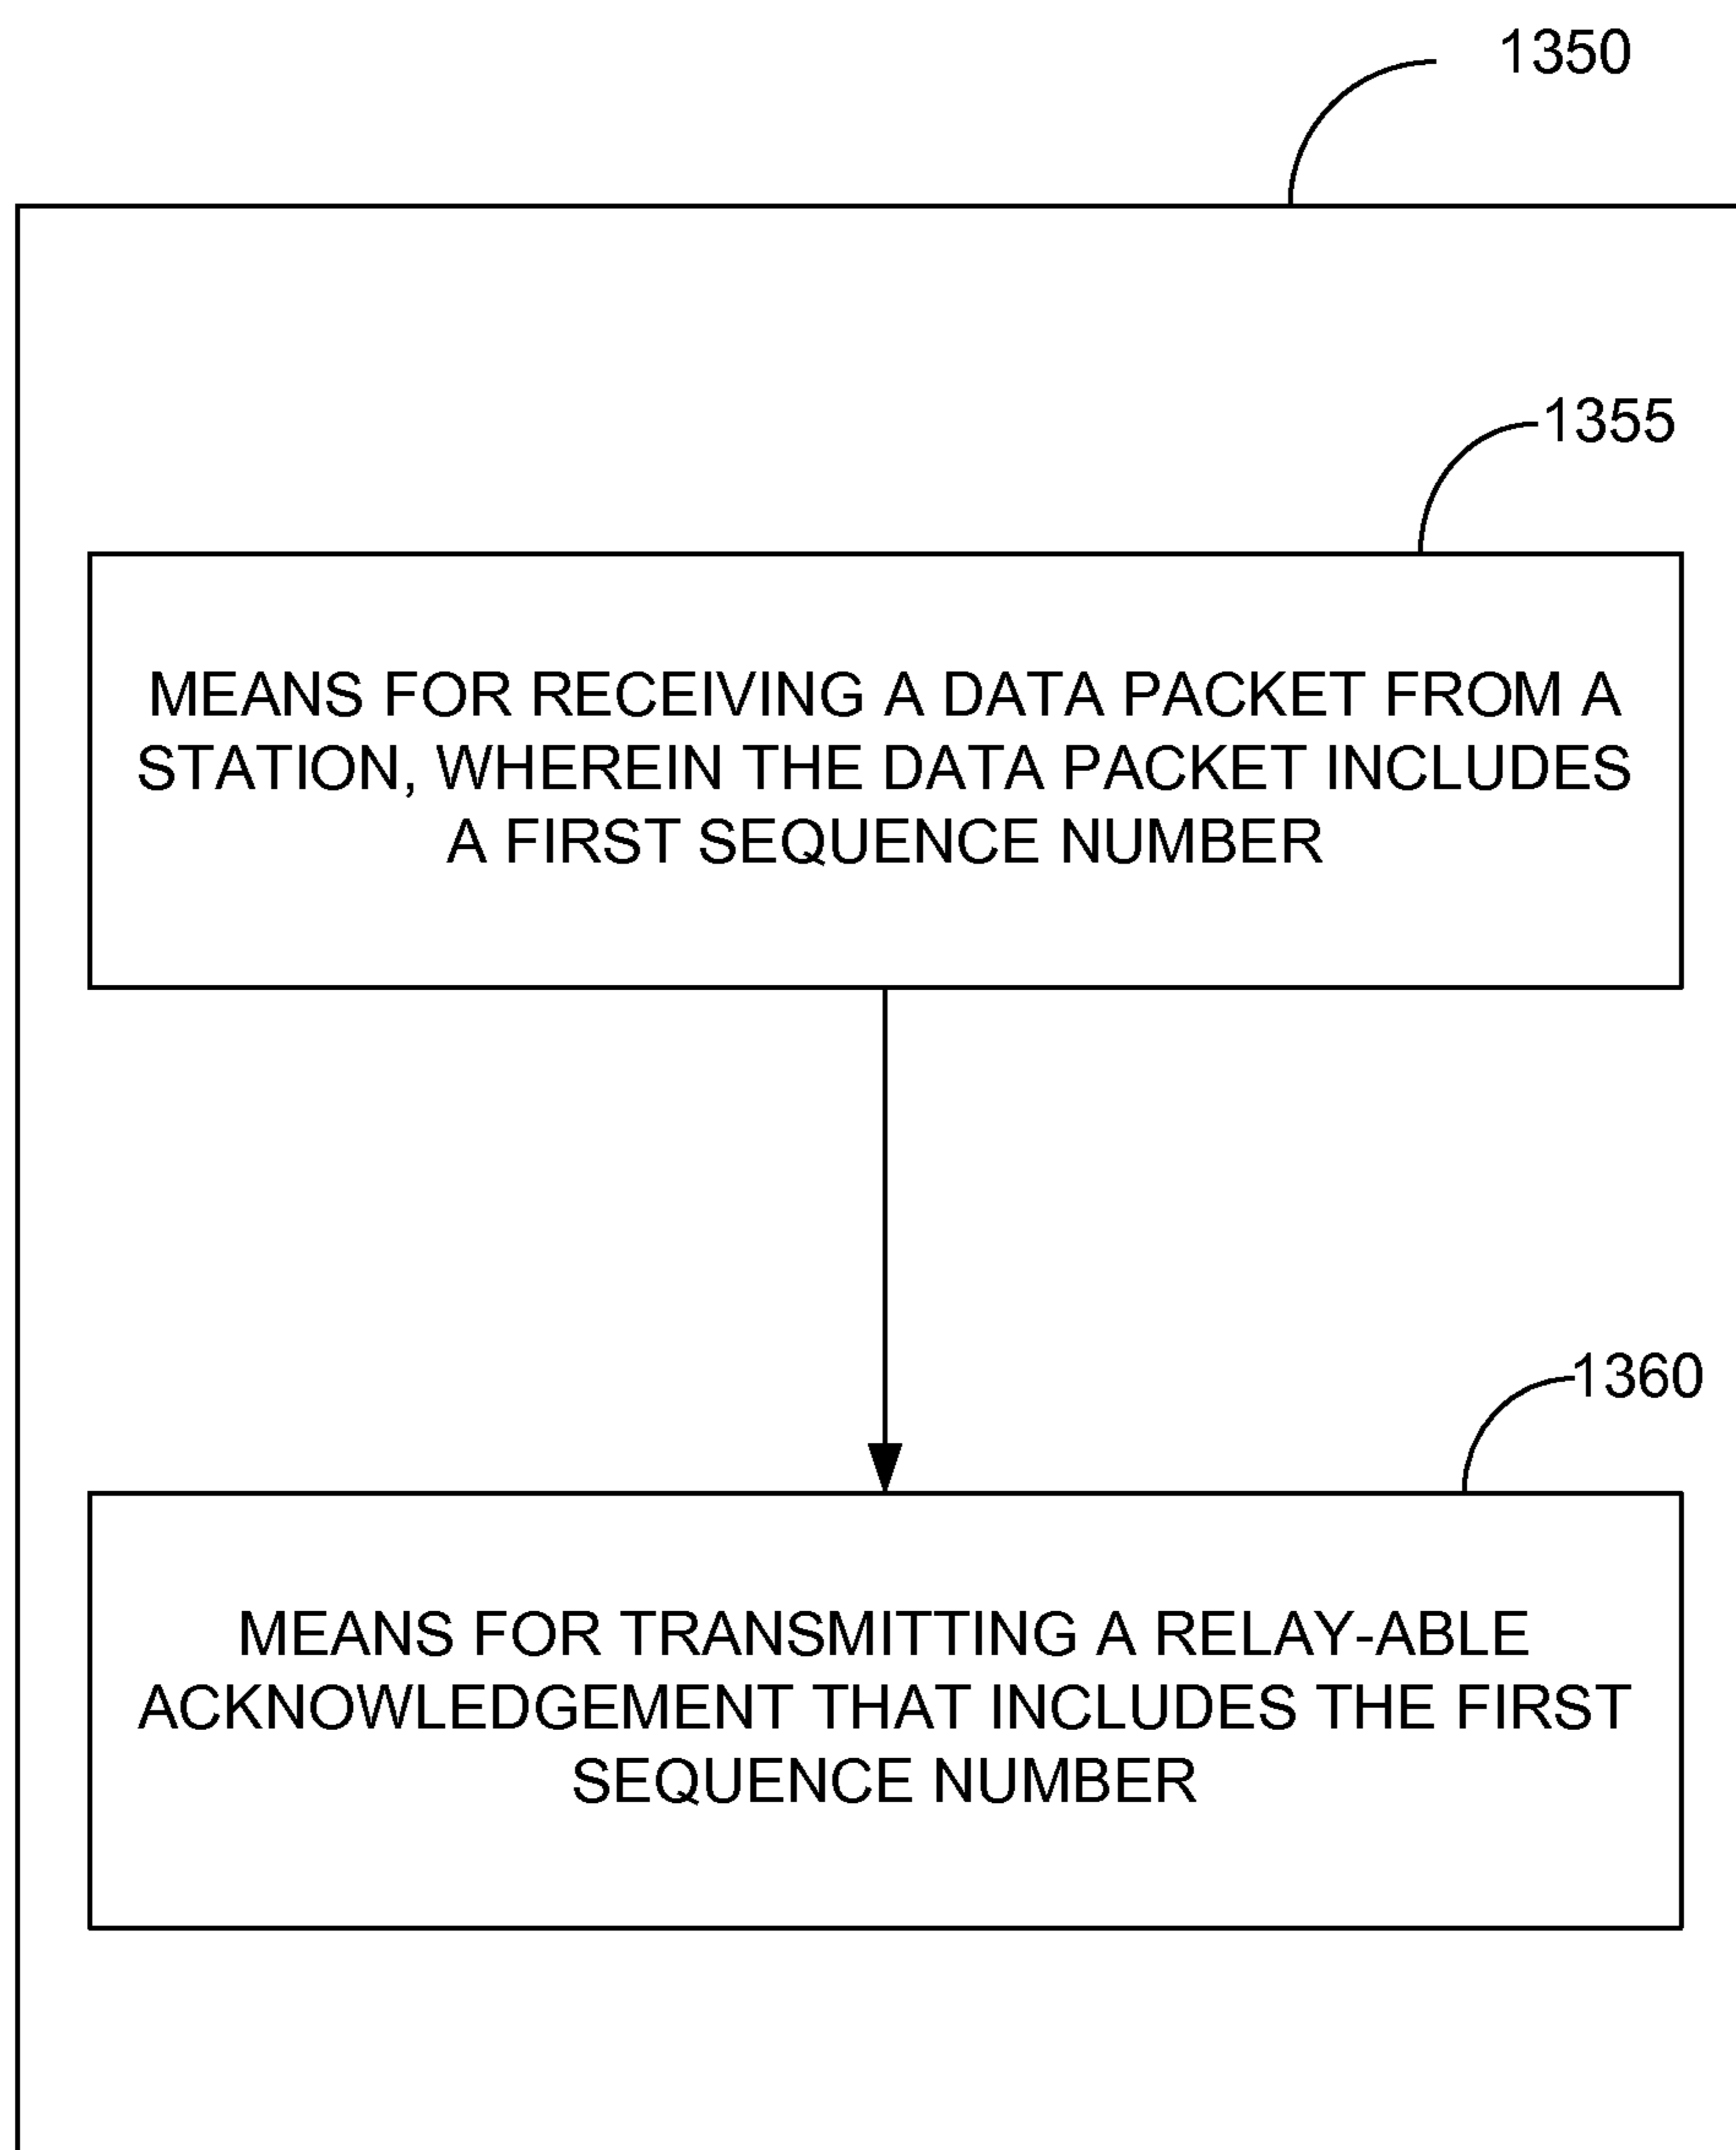 1350
1355
MEANS FOR RECEIVING A DATA PACKET FROM A
STATION, WHEREIN THE DATA PACKET INCLUDES
A FIRST SEQUENCE NUMBER
1360
MEANS FOR TRANSMITTING A RELAY-ABLE
ACKNOWLEDGEMENT THAT INCLUDES THE FIRST
SEQUENCE NUMBER